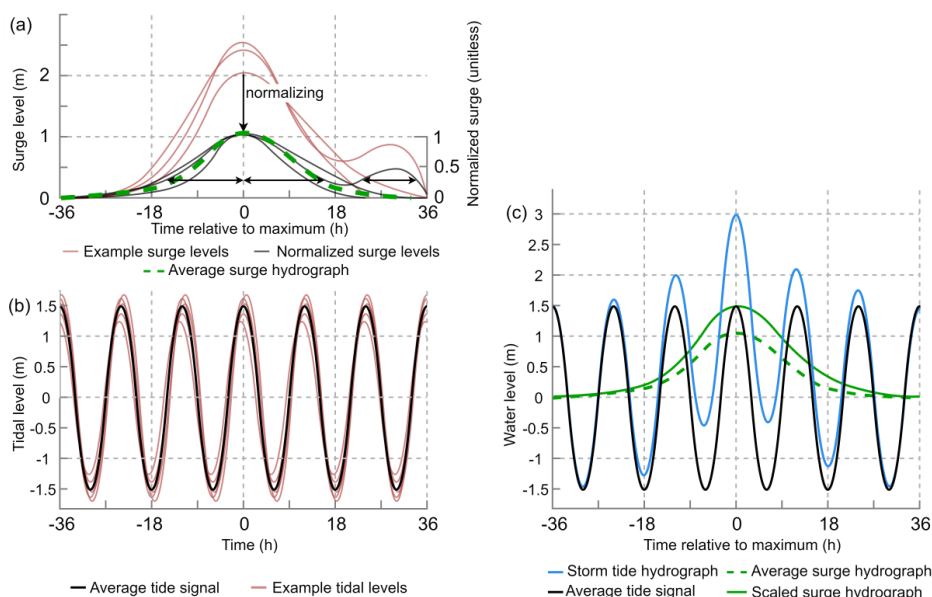 (a)
Surge level (m)
2
1
0
normalizing
1
0.5
0
Normalized surge (unitless)
-36 -18 0 18 36
Time relative to maximum (h)
Example surge levels Normalized surge levels
Average surge hydrograph
(b)
Tidal level (m)
1.5
1
0.5
0
-0.5
-1
-1.5
-36 -18 0 18 36
Time (h)
Average tide signal Example tidal levels
(c)
Water level (m)
3
2
1.5
1
0.5
0
-0.5
-1
-1.5
-36 -18 0 18 36
Time relative to maximum (h)
Storm tide hydrograph Average surge hydrograph
Average tide signal Scaled surge hydrograph